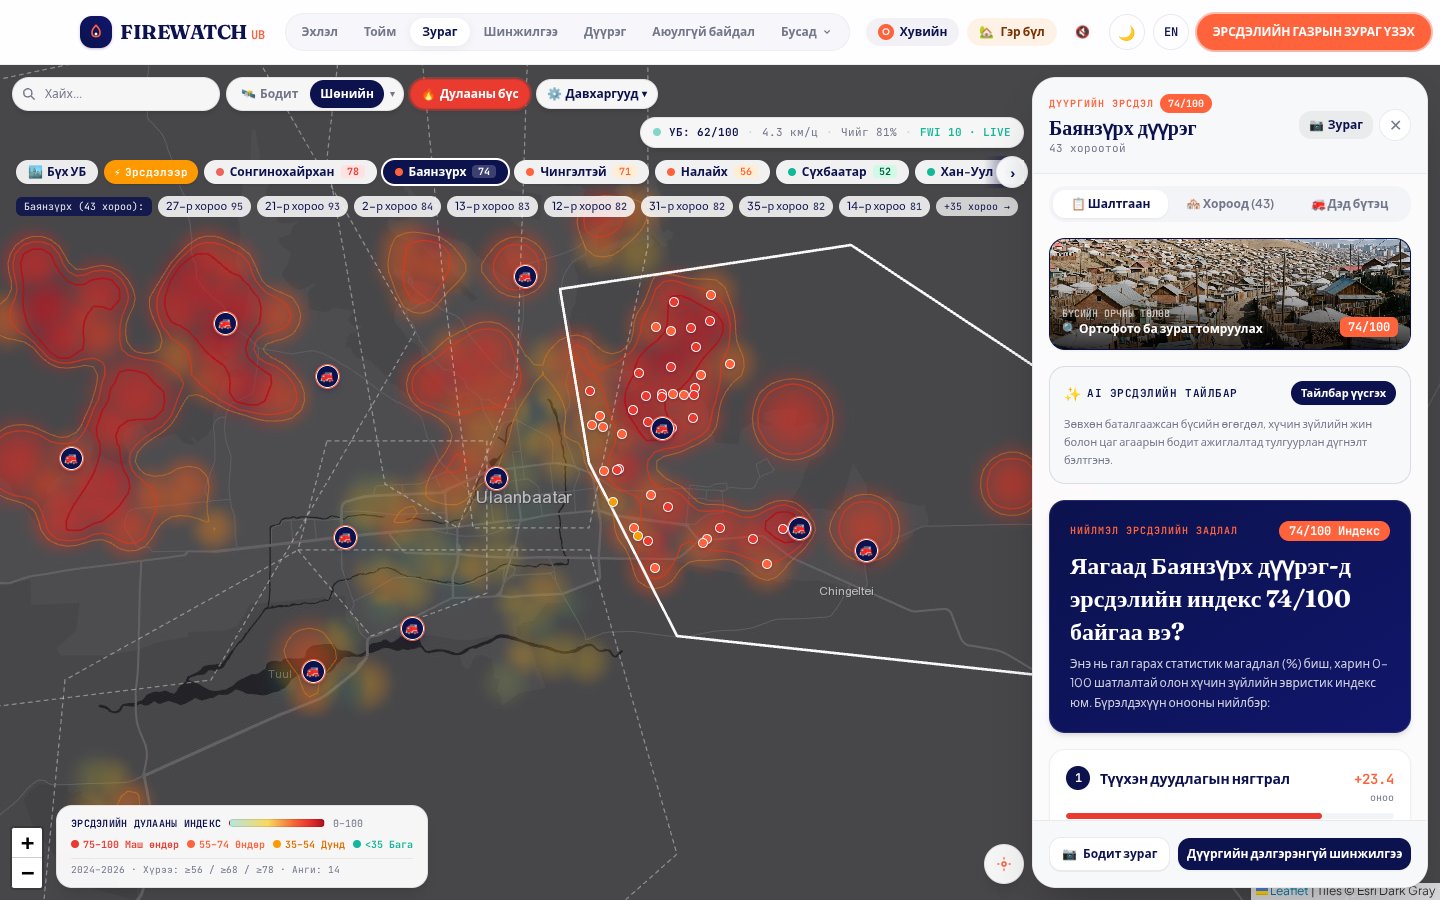 FIREWATCH UB
Эхлэл Тойм Зураг Шинжилгээ Дүүрэг Аюулгүй байдал Бусад
Хувийн Гэр бүл EN ЭРСДЭЛИЙН ГАЗРЫН ЗУРАГ ҮЗЭХ
Хайх... Бодит Шөнийн ▾ Дулааны бүс Давхаргууд ▾
УБ: 62/100 · 4.3 км/ц · Чийг 81% · FWI 10 · LIVE
Бүх УБ ⚡ Эрсдэлээр Сонгинохайрхан 78 Баянзүрх 74 Чингэлтэй 71 Налайх 56 Сүхбаатар 52 Хан-Уул ›
Баянзүрх (43 хороо): 27-р хороо 95 21-р хороо 93 2-р хороо 84 13-р хороо 83 12-р хороо 82 31-р хороо 82 35-р хороо 82 14-р хороо 81 +35 хороо →
Ulaanbaatar
Chingeltei
Tuul
ЭРСДЭЛИЙН ДУЛААНЫ ИНДЕКС 0-100
75-100 Маш өндөр 55-74 Өндөр 35-54 Дунд <35 Бага
2024-2026 · Хүрээ: ≥56 / ≥68 / ≥78 · Анги: 14
+
−
ДҮҮРГИЙН ЭРСДЭЛ 74/100
Баянзүрх дүүрэг
43 хороотой
Зураг ✕
Шалтгаан Хороод (43) Дэд бүтэц
БҮСИЙН ОРЧНЫ ТӨЛӨВ
Ортофото ба зураг томруулах 74/100
AI ЭРСДЭЛИЙН ТАЙЛБАР Тайлбар үүсгэх
Зөвхөн баталгаажсан бүсийн өгөгдөл, хүчин зүйлийн жин
болон цаг агаарын бодит ажиглалтад тулгуурлан дүгнэлт
бэлтгэнэ.
НИЙЛМЭЛ ЭРСДЭЛИЙН ЗАДЛАЛ 74/100 Индекс
Яагаад Баянзүрх дүүрэг-д
эрсдэлийн индекс 74/100
байгаа вэ?
Энэ нь гал гарах статистик магадлал (%) биш, харин 0–
100 шатлалтай олон хүчин зүйлийн эвристик индекс
юм. Бүрэлдэхүүн онооны нийлбэр:
1 Түүхэн дуудлагын нягтрал +23.4
оноо
Бодит зураг Дүүргийн дэлгэрэнгүй шинжилгээ
Leaflet | Tiles © Esri Dark Gray